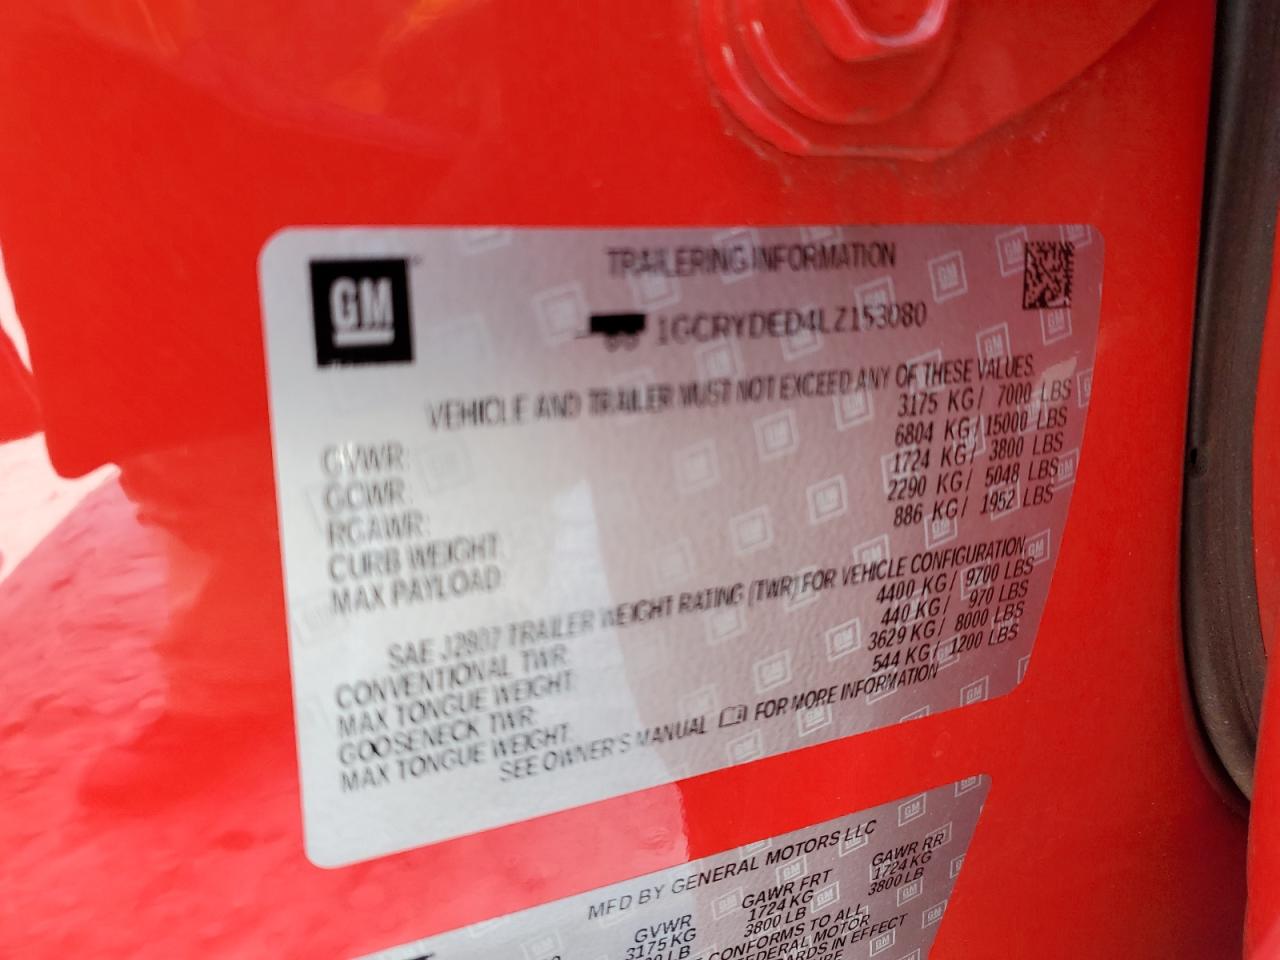 GM
TRAILERING INFORMATION
1GCRYDED4LZ153080
VEHICLE AND TRAILER MUST NOT EXCEED ANY OF THESE VALUES.
GVWR: 3175 KG/ 7000 LBS
GCWR: 6804 KG/15000 LBS
RGAWR: 1724 KG/ 3800 LBS
CURB WEIGHT: 2290 KG/ 5048 LBS
MAX PAYLOAD: 886 KG/ 1952 LBS
SAE J2807 TRAILER WEIGHT RATING (TWR) FOR VEHICLE CONFIGURATION
CONVENTIONAL TWR: 4400 KG/ 9700 LBS
MAX TONGUE WEIGHT: 440 KG/ 970 LBS
GOOSENECK TWR: 3629 KG/ 8000 LBS
MAX TONGUE WEIGHT: 544 KG/ 1200 LBS
SEE OWNER'S MANUAL FOR MORE INFORMATION
MFD BY GENERAL MOTORS LLC
GVWR GAWR FRT GAWR RR
3175 KG 1724 KG 1724 KG
LB 3800 LB 3800 LB
CONFORMS TO ALL
FEDERAL MOTOR
IN EFFECT